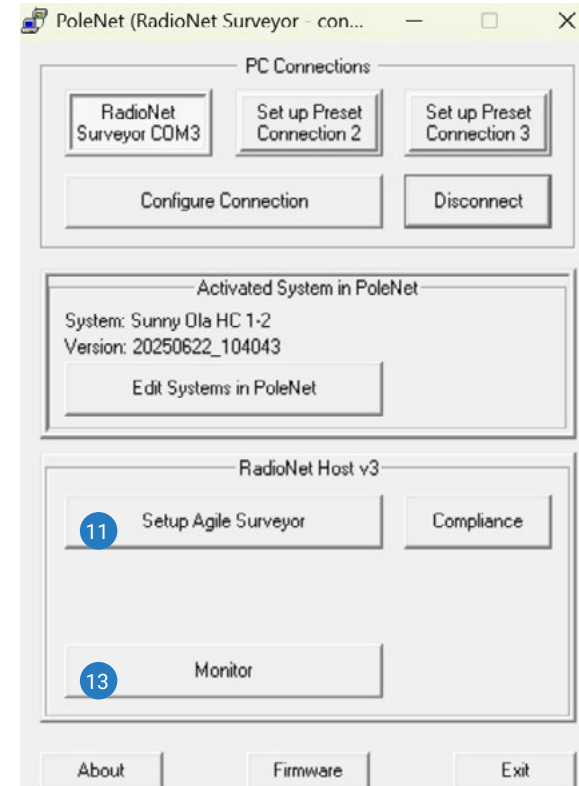 PoleNet (RadioNet Surveyor - con...
PC Connections
RadioNet
Surveyor COM3
Set up Preset
Connection 2
Set up Preset
Connection 3
Configure Connection
Disconnect
Activated System in PoleNet
System: Sunny Ola HC 1-2
Version: 20250622_104043
Edit Systems in PoleNet
RadioNet Host v3
11
Setup Agile Surveyor
Compliance
13
Monitor
About
Firmware
Exit